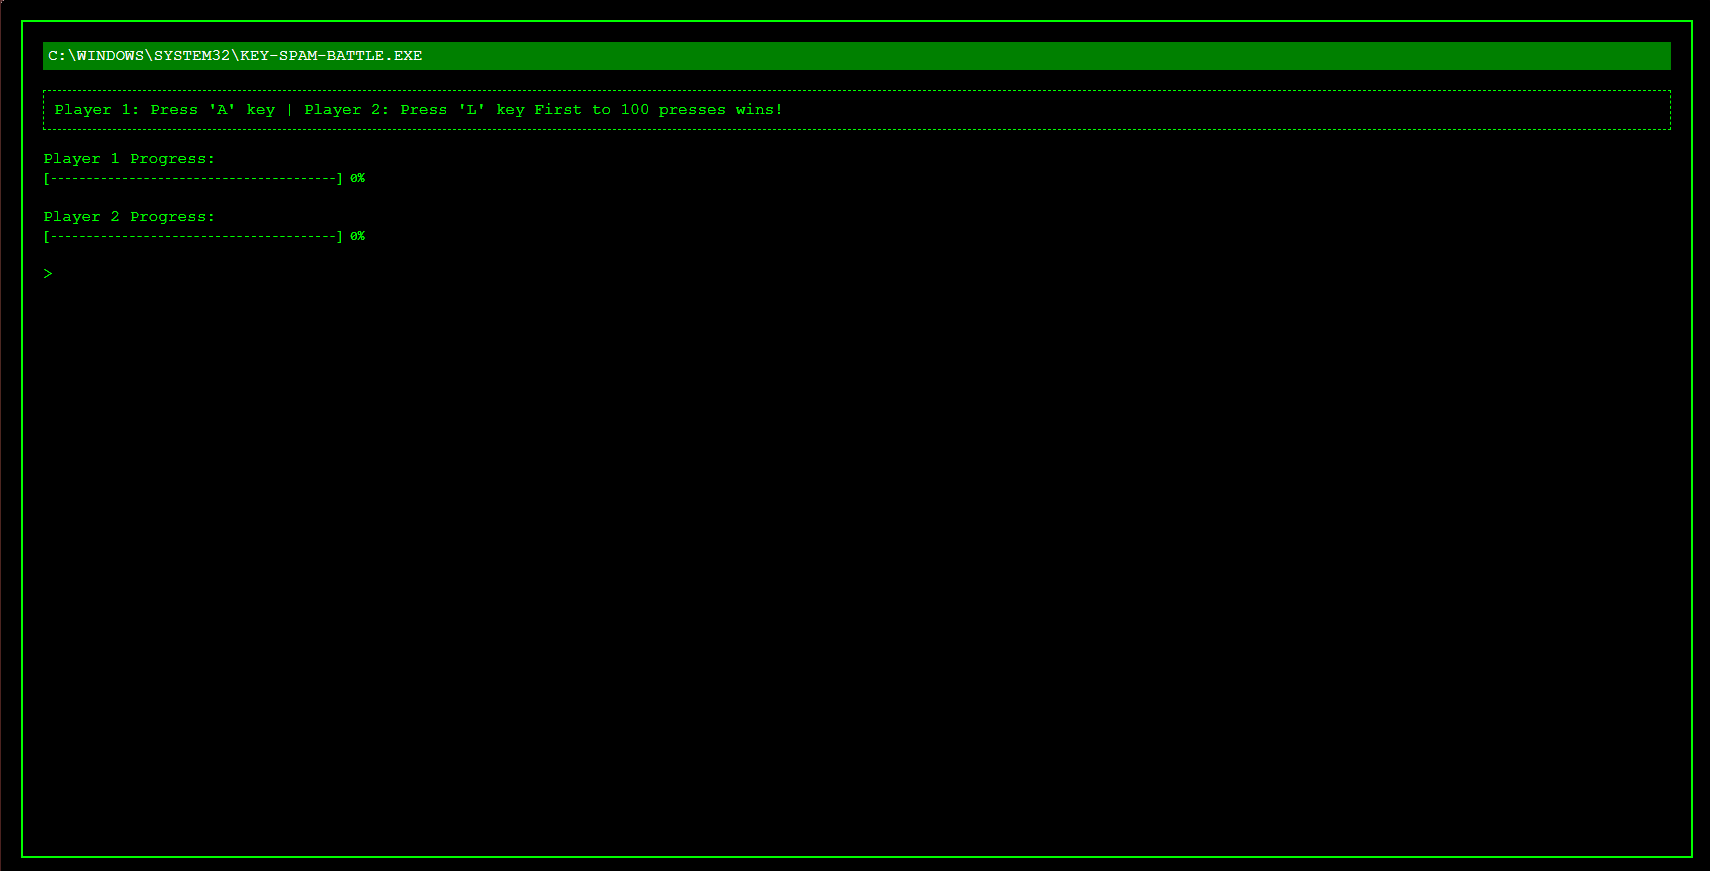 C:\WINDOWS\SYSTEM32\KEY-SPAM-BATTLE.EXE
Player 1: Press 'A' key | Player 2: Press 'L' key First to 100 presses wins!
Player 1 Progress:
[----------------------------------------] 0%
Player 2 Progress:
[----------------------------------------] 0%
>